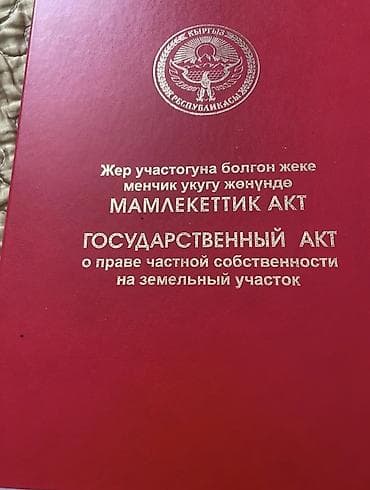 КЫРГЫЗ
РЕСПУБЛИКАСЫ
Жер участогуна болгон жеке
менчик укугу жөнүндө
МАМЛЕКЕТТИК АКТ
ГОСУДАРСТВЕННЫЙ АКТ
о праве частной собственности
на земельный участок